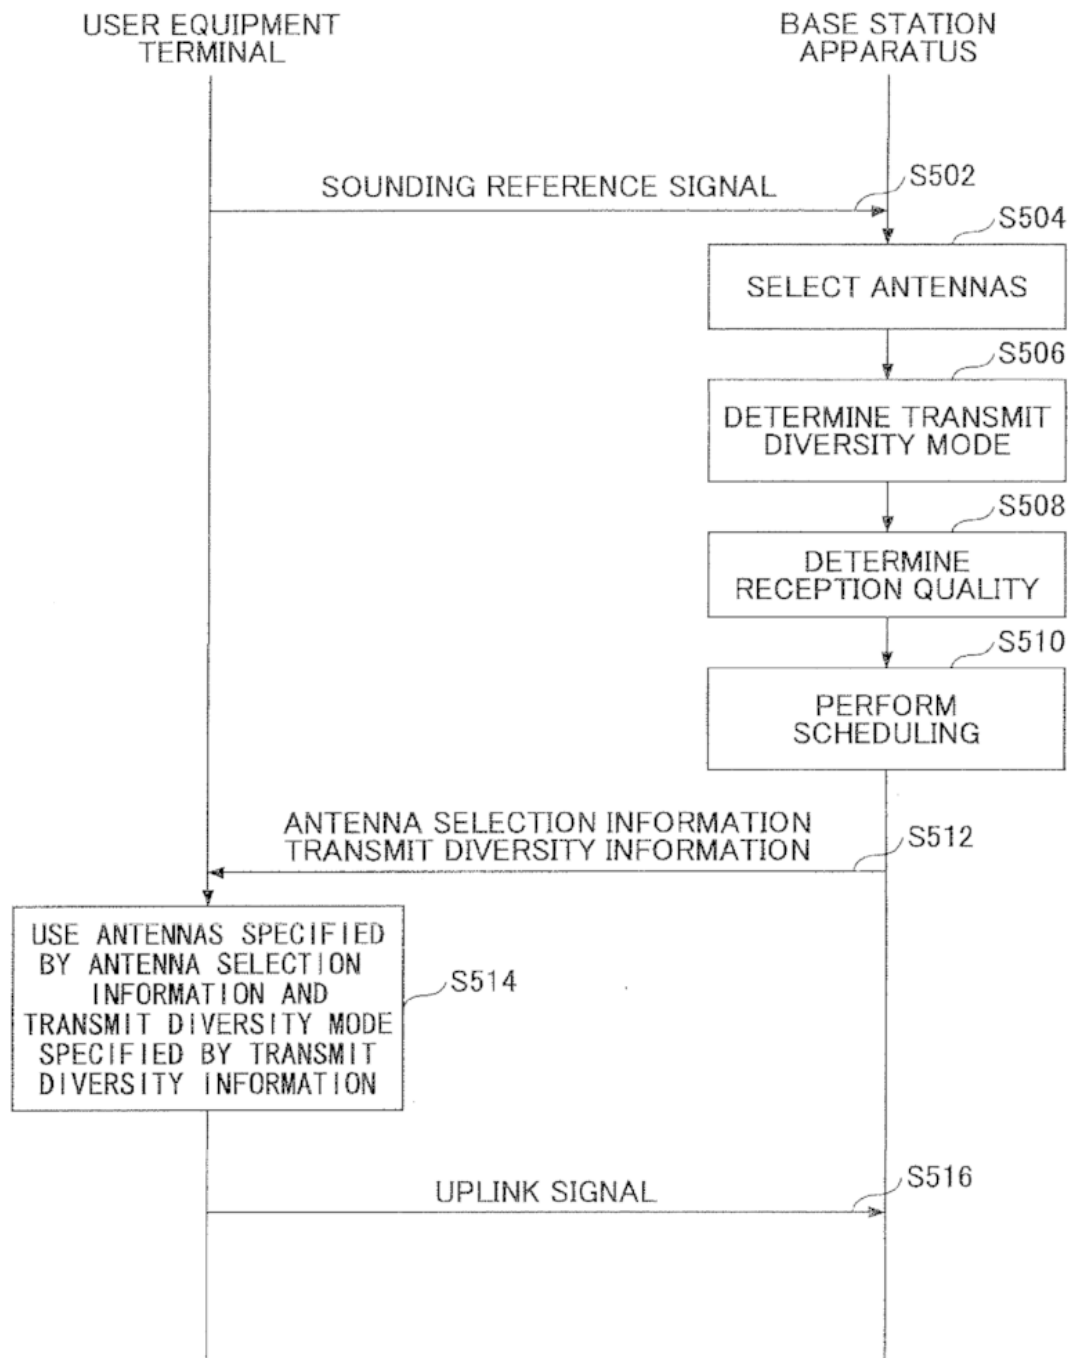 USER EQUIPMENT
TERMINAL
BASE STATION
APPARATUS
SOUNDING REFERENCE SIGNAL
S502
S504
SELECT ANTENNAS
S506
DETERMINE TRANSMIT
DIVERSITY MODE
S508
DETERMINE
RECEPTION QUALITY
S510
PERFORM
SCHEDULING
ANTENNA SELECTION INFORMATION
TRANSMIT DIVERSITY INFORMATION
S512
USE ANTENNAS SPECIFIED
BY ANTENNA SELECTION
INFORMATION AND
TRANSMIT DIVERSITY MODE
SPECIFIED BY TRANSMIT
DIVERSITY INFORMATION
S514
UPLINK SIGNAL
S516